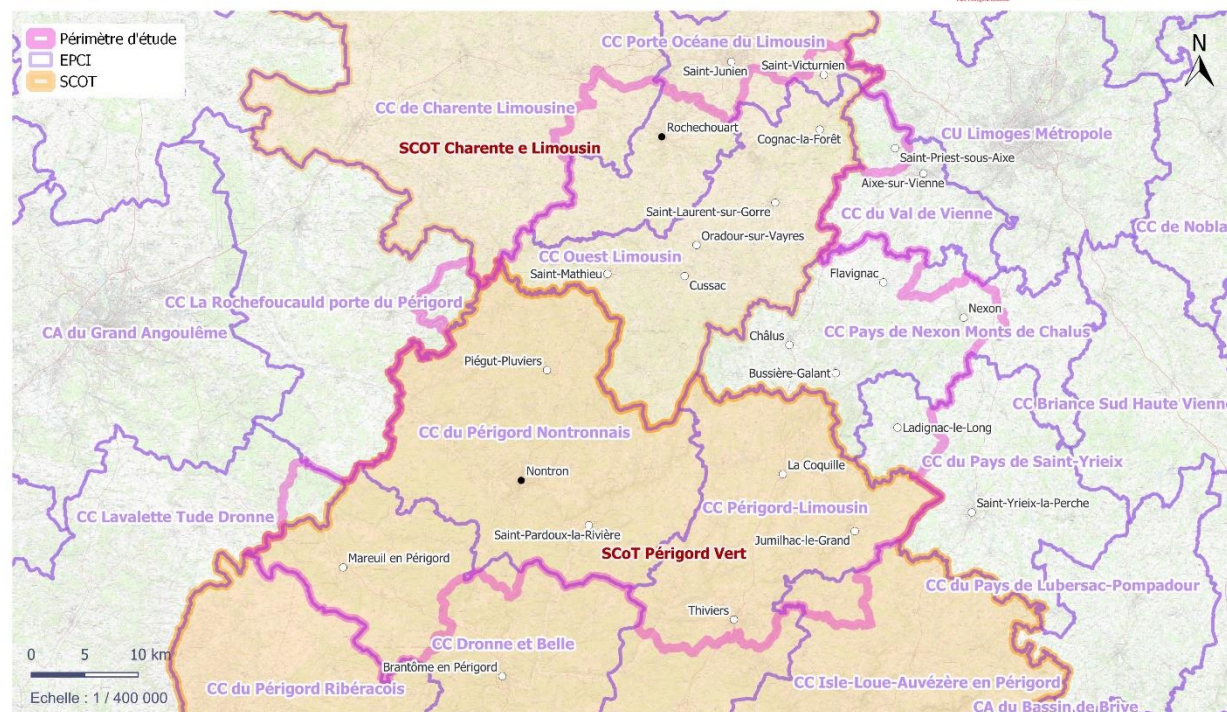 Périmètre d'étude
EPCI
SCOT
N
CC Porte Océane du Limousin
Saint-Junien
Saint-Victurnien
CC de Charente Limousine
Rochechouart
Cognac-la-Forêt
CU Limoges Métropole
SCOT Charente e Limousin
Saint-Priest-sous-Aixe
Aixe-sur-Vienne
Saint-Laurent-sur-Gorre
CC du Val de Vienne
CC de Nobla
Oradour-sur-Vayres
CC Ouest Limousin
Saint-Mathieu
Cussac
Flavignac
CC La Rochefoucauld porte du Périgord
Nexon
CA du Grand Angoulême
CC Pays de Nexon Monts de Chalus
Châlus
Piégut-Pluviers
Bussière-Galant
CC Briance Sud Haute Vienne
CC du Périgord Nontronnais
Ladignac-le-Long
La Coquille
CC du Pays de Saint-Yrieix
Nontron
CC Périgord-Limousin
Saint-Yrieix-la-Perche
CC Lavalette Tude Dronne
Saint-Pardoux-la-Rivière
Jumilhac-le-Grand
SCoT Périgord Vert
Mareuil en Périgord
CC du Pays de Lubersac-Pompadour
Thiviers
CC Dronne et Belle
0 5 10 km
Brantôme en Périgord
CC du Périgord Ribéracois
CC Isle-Loue-Auvézère en Périgord
Echelle : 1 / 400 000
CA du Bassin de Brive